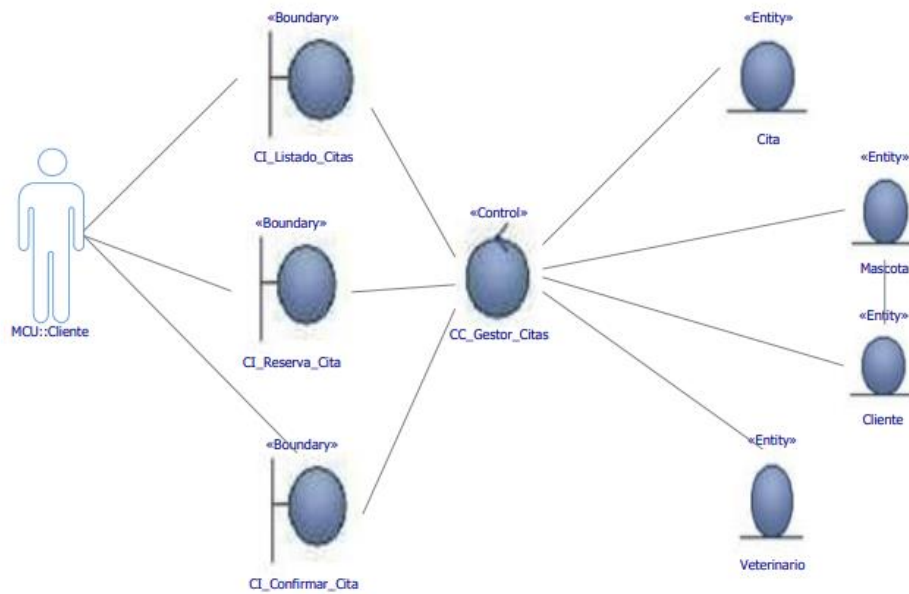 «Boundary»
CI_Listado_Citas
«Boundary»
CI_Reserva_Cita
«Boundary»
CI_Confirmar_Cita
MCU::Cliente
«Control»
CC_Gestor_Citas
«Entity»
Cita
«Entity»
Mascota
«Entity»
Cliente
«Entity»
Veterinario